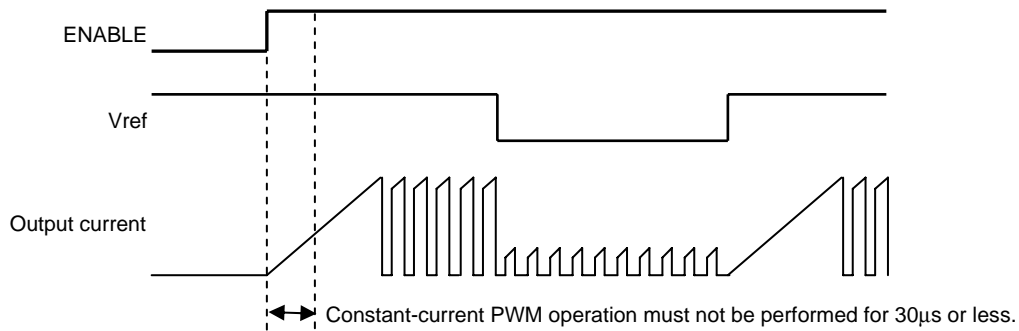 ENABLE
Vref
Output current
Constant-current PWM operation must not be performed for 30μs or less.